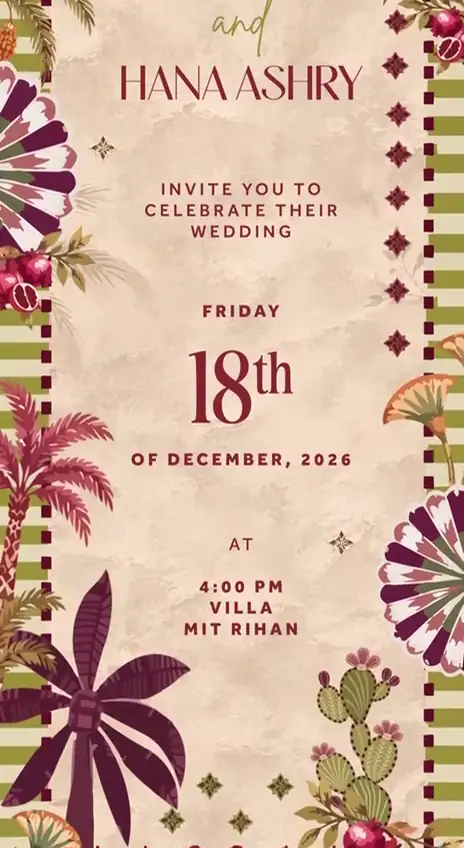 and
HANA ASHRY
INVITE YOU TO
CELEBRATE THEIR
WEDDING
FRIDAY
18th
OF DECEMBER, 2026
AT
4:00 PM
VILLA
MIT RIHAN